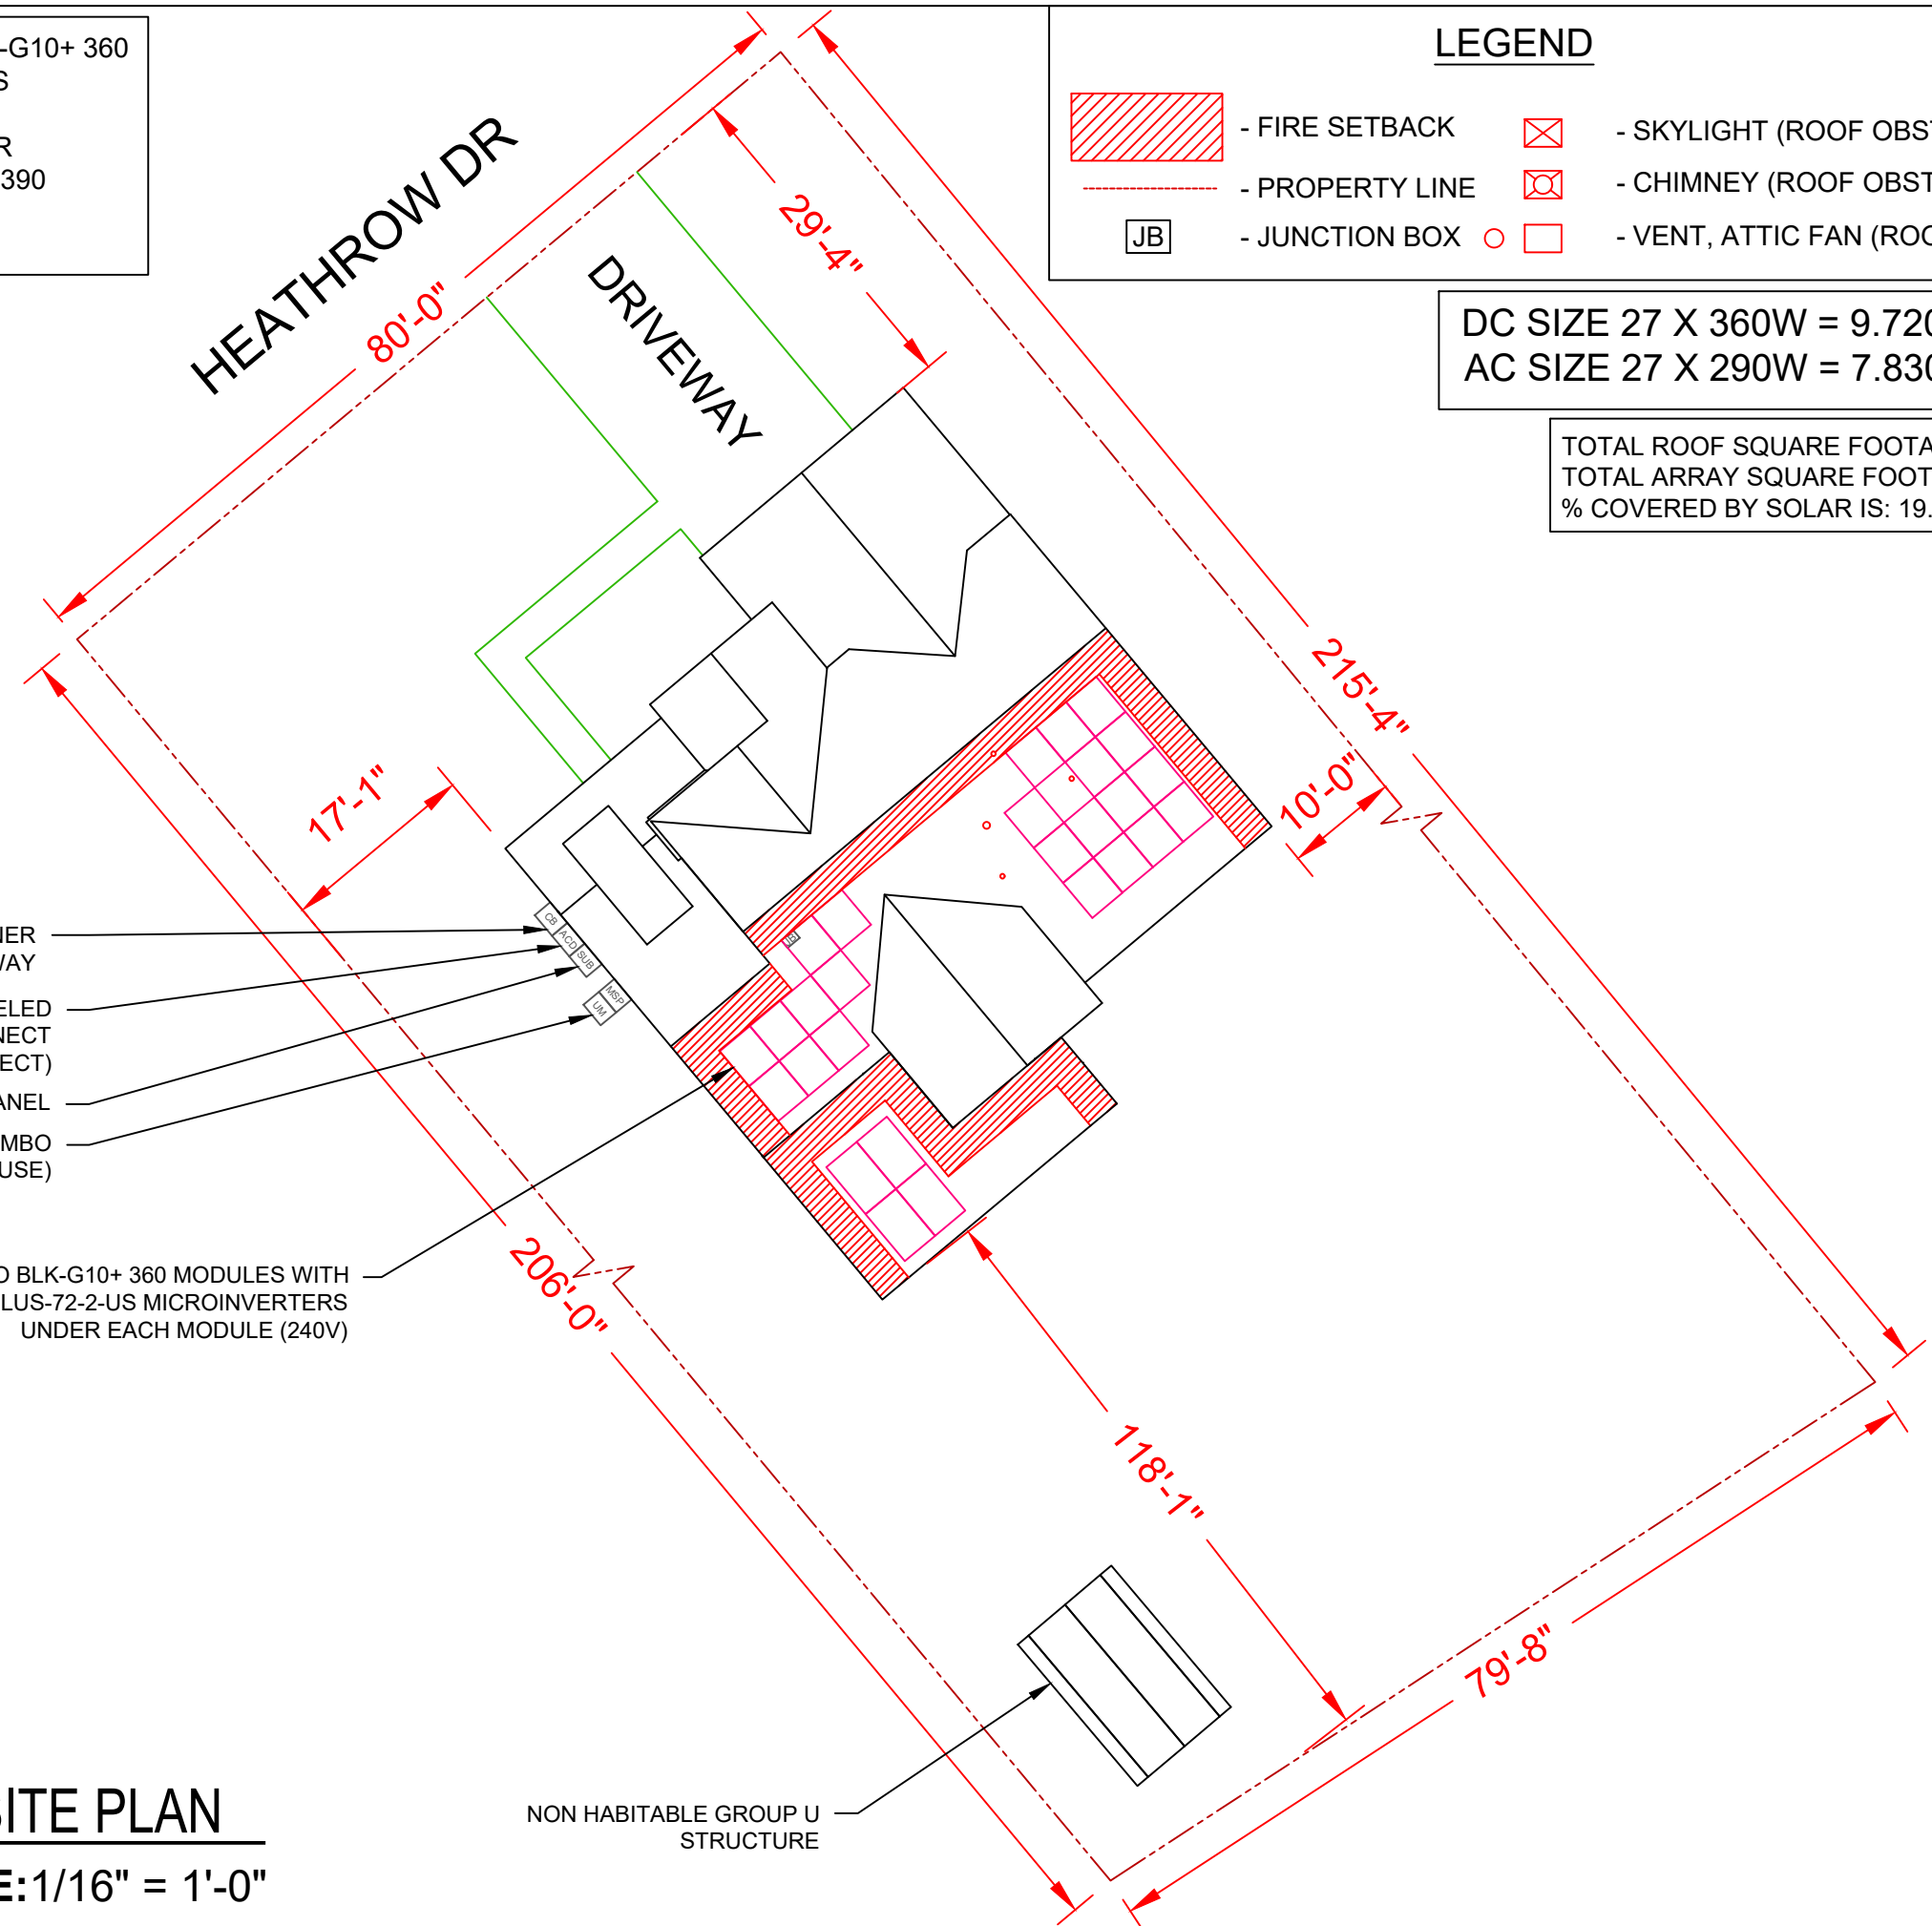 -G10+ 360
S
R
390
HEATHROW DR
DRIVEWAY
80'-0"
29'-4"
LEGEND
- FIRE SETBACK
- PROPERTY LINE
JB
- JUNCTION BOX
- SKYLIGHT (ROOF OBST
- CHIMNEY (ROOF OBST
- VENT, ATTIC FAN (ROO
DC SIZE 27 X 360W = 9.720
AC SIZE 27 X 290W = 7.830
TOTAL ROOF SQUARE FOOTA
TOTAL ARRAY SQUARE FOOT
% COVERED BY SOLAR IS: 19.
215'-4"
10'-0"
17'-1"
CB
ACD
SUB
MSP
UM
JB
NER
WAY
ELED
NECT
ECT)
ANEL
MBO
USE)
O BLK-G10+ 360 MODULES WITH
LUS-72-2-US MICROINVERTERS
UNDER EACH MODULE (240V)
206'-0"
118'-1"
79'-8"
NON HABITABLE GROUP U
STRUCTURE
SITE PLAN
E:1/16" = 1'-0"